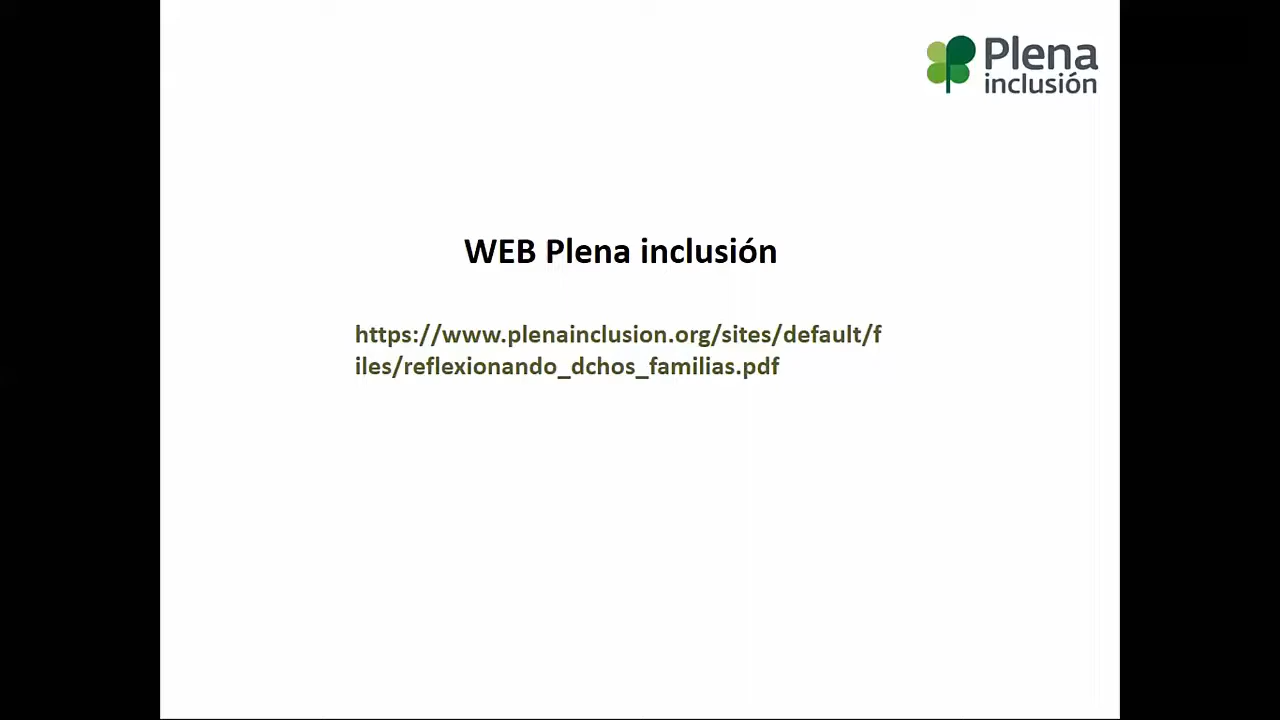 Plena
inclusión
WEB Plena inclusión
https://www.plenainclusion.org/sites/default/f
iles/reflexionando_dchos_familias.pdf